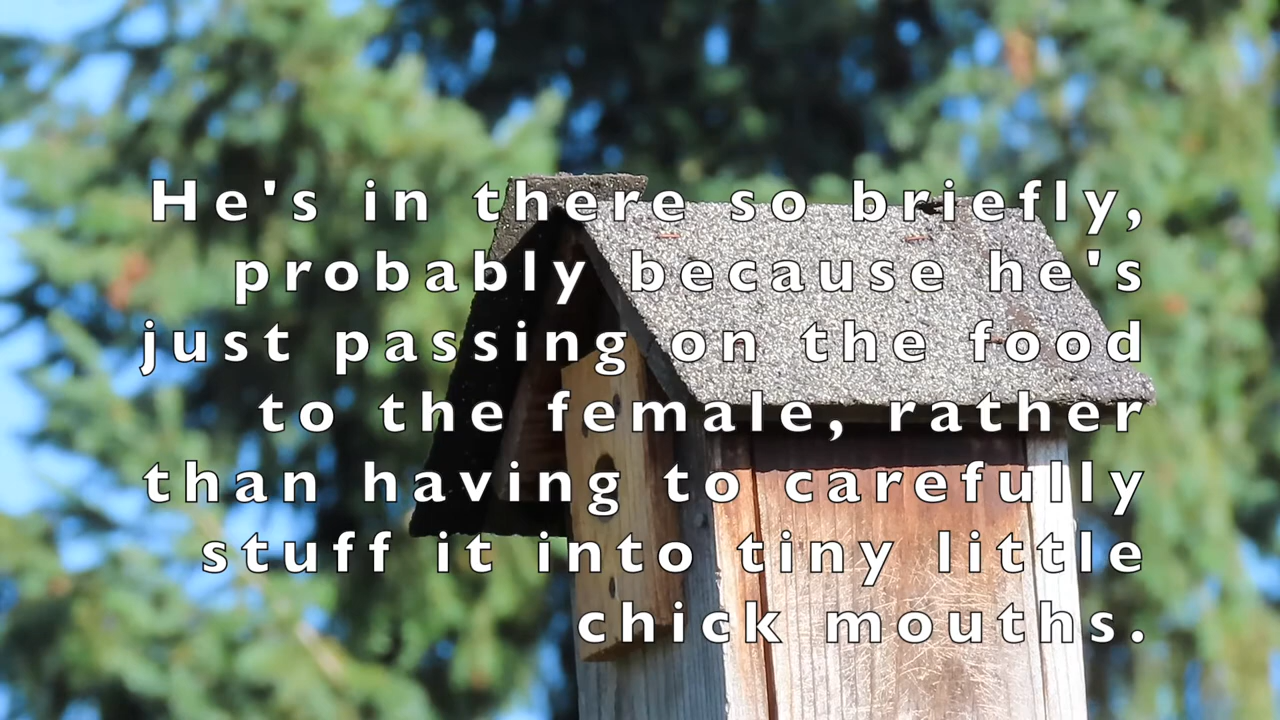 He's in there so briefly,
probably because he's
just passing on the food
to the female, rather
than having to carefully
stuff it into tiny little
chick mouths.